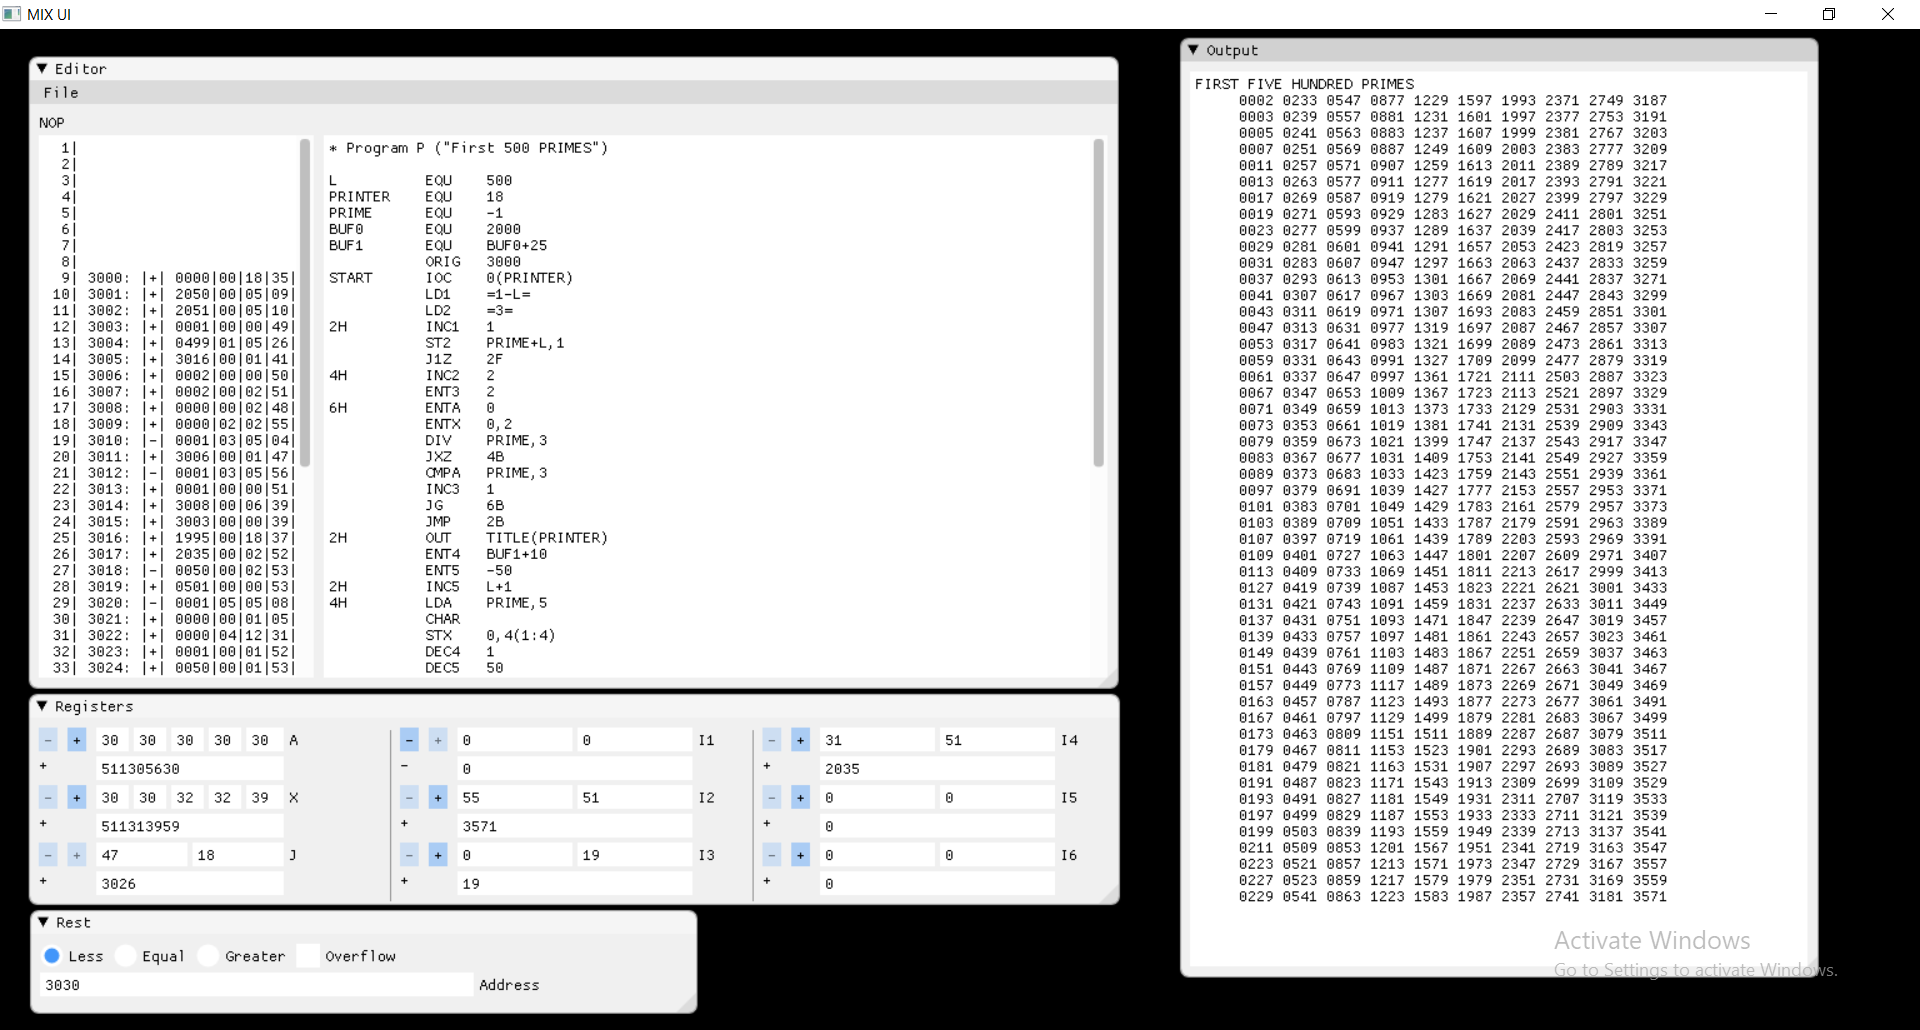 MIX UI
Editor
File
NOP
1| * Program P ("First 500 PRIMES")
2|
3| L EQU 500
4| PRINTER EQU 18
5| PRIME EQU -1
6| BUF0 EQU 2000
7| BUF1 EQU BUF0+25
8| ORIG 3000
9| 3000: |+| 0000|00|18|35| START IOC 0(PRINTER)
10| 3001: |+| 2050|00|05|09| LD1 =1-L=
11| 3002: |+| 2051|00|05|10| LD2 =3=
12| 3003: |+| 0001|00|00|49| 2H INC1 1
13| 3004: |+| 0499|01|05|26| ST2 PRIME+L,1
14| 3005: |+| 3016|00|01|41| J1Z 2F
15| 3006: |+| 0002|00|00|50| 4H INC2 2
16| 3007: |+| 0002|00|02|51| ENT3 2
17| 3008: |+| 0000|00|02|48| 6H ENTA 0
18| 3009: |+| 0000|02|02|55| ENTX 0,2
19| 3010: |-| 0001|03|05|04| DIV PRIME,3
20| 3011: |+| 3006|00|01|47| JXZ 4B
21| 3012: |-| 0001|03|05|56| CMPA PRIME,3
22| 3013: |+| 0001|00|00|51| INC3 1
23| 3014: |+| 3008|00|06|39| JG 6B
24| 3015: |+| 3003|00|00|39| JMP 2B
25| 3016: |+| 1995|00|18|37| 2H OUT TITLE(PRINTER)
26| 3017: |+| 2035|00|02|52| ENT4 BUF1+10
27| 3018: |-| 0050|00|02|53| ENT5 -50
28| 3019: |+| 0501|00|00|53| 2H INC5 L+1
29| 3020: |-| 0001|05|05|08| 4H LDA PRIME,5
30| 3021: |+| 0000|00|01|05| CHAR
31| 3022: |+| 0000|04|12|31| STX 0,4(1:4)
32| 3023: |+| 0001|00|01|52| DEC4 1
33| 3024: |+| 0050|00|01|53| DEC5 50
Registers
- + 30 30 30 30 30 A - + 0 0 I1 - + 31 51 I4
+ 511305630 - 0 + 2035
- + 30 30 32 32 39 X - + 55 51 I2 - + 0 0 I5
+ 511313959 + 3571 + 0
- + 47 18 J - + 0 19 I3 - + 0 0 I6
+ 3026 + 19 + 0
Rest
Less Equal Greater Overflow
3030 Address
Output
FIRST FIVE HUNDRED PRIMES
0002 0233 0547 0877 1229 1597 1993 2371 2749 3187
0003 0239 0557 0881 1231 1601 1997 2377 2753 3191
0005 0241 0563 0883 1237 1607 1999 2381 2767 3203
0007 0251 0569 0887 1249 1609 2003 2383 2777 3209
0011 0257 0571 0907 1259 1613 2011 2389 2789 3217
0013 0263 0577 0911 1277 1619 2017 2393 2791 3221
0017 0269 0587 0919 1279 1621 2027 2399 2797 3229
0019 0271 0593 0929 1283 1627 2029 2411 2801 3251
0023 0277 0599 0937 1289 1637 2039 2417 2803 3253
0029 0281 0601 0941 1291 1657 2053 2423 2819 3257
0031 0283 0607 0947 1297 1663 2063 2437 2833 3259
0037 0293 0613 0953 1301 1667 2069 2441 2837 3271
0041 0307 0617 0967 1303 1669 2081 2447 2843 3299
0043 0311 0619 0971 1307 1693 2083 2459 2851 3301
0047 0313 0631 0977 1319 1697 2087 2467 2857 3307
0053 0317 0641 0983 1321 1699 2089 2473 2861 3313
0059 0331 0643 0991 1327 1709 2099 2477 2879 3319
0061 0337 0647 0997 1361 1721 2111 2503 2887 3323
0067 0347 0653 1009 1367 1723 2113 2521 2897 3329
0071 0349 0659 1013 1373 1733 2129 2531 2903 3331
0073 0353 0661 1019 1381 1741 2131 2539 2909 3343
0079 0359 0673 1021 1399 1747 2137 2543 2917 3347
0083 0367 0677 1031 1409 1753 2141 2549 2927 3359
0089 0373 0683 1033 1423 1759 2143 2551 2939 3361
0097 0379 0691 1039 1427 1777 2153 2557 2953 3371
0101 0383 0701 1049 1429 1783 2161 2579 2957 3373
0103 0389 0709 1051 1433 1787 2179 2591 2963 3389
0107 0397 0719 1061 1439 1789 2203 2593 2969 3391
0109 0401 0727 1063 1447 1801 2207 2609 2971 3407
0113 0409 0733 1069 1451 1811 2213 2617 2999 3413
0127 0419 0739 1087 1453 1823 2221 2621 3001 3433
0131 0421 0743 1091 1459 1831 2237 2633 3011 3449
0137 0431 0751 1093 1471 1847 2239 2647 3019 3457
0139 0433 0757 1097 1481 1861 2243 2657 3023 3461
0149 0439 0761 1103 1483 1867 2251 2659 3037 3463
0151 0443 0769 1109 1487 1871 2267 2663 3041 3467
0157 0449 0773 1117 1489 1873 2269 2671 3049 3469
0163 0457 0787 1123 1493 1877 2273 2677 3061 3491
0167 0461 0797 1129 1499 1879 2281 2683 3067 3499
0173 0463 0809 1151 1511 1889 2287 2687 3079 3511
0179 0467 0811 1153 1523 1901 2293 2689 3083 3517
0181 0479 0821 1163 1531 1907 2297 2693 3089 3527
0191 0487 0823 1171 1543 1913 2309 2699 3109 3529
0193 0491 0827 1181 1549 1931 2311 2707 3119 3533
0197 0499 0829 1187 1553 1933 2333 2711 3121 3539
0199 0503 0839 1193 1559 1949 2339 2713 3137 3541
0211 0509 0853 1201 1567 1951 2341 2719 3163 3547
0223 0521 0857 1213 1571 1973 2347 2729 3167 3557
0227 0523 0859 1217 1579 1979 2351 2731 3169 3559
0229 0541 0863 1223 1583 1987 2357 2741 3181 3571
Activate Windows
Go to Settings to activate Windows.